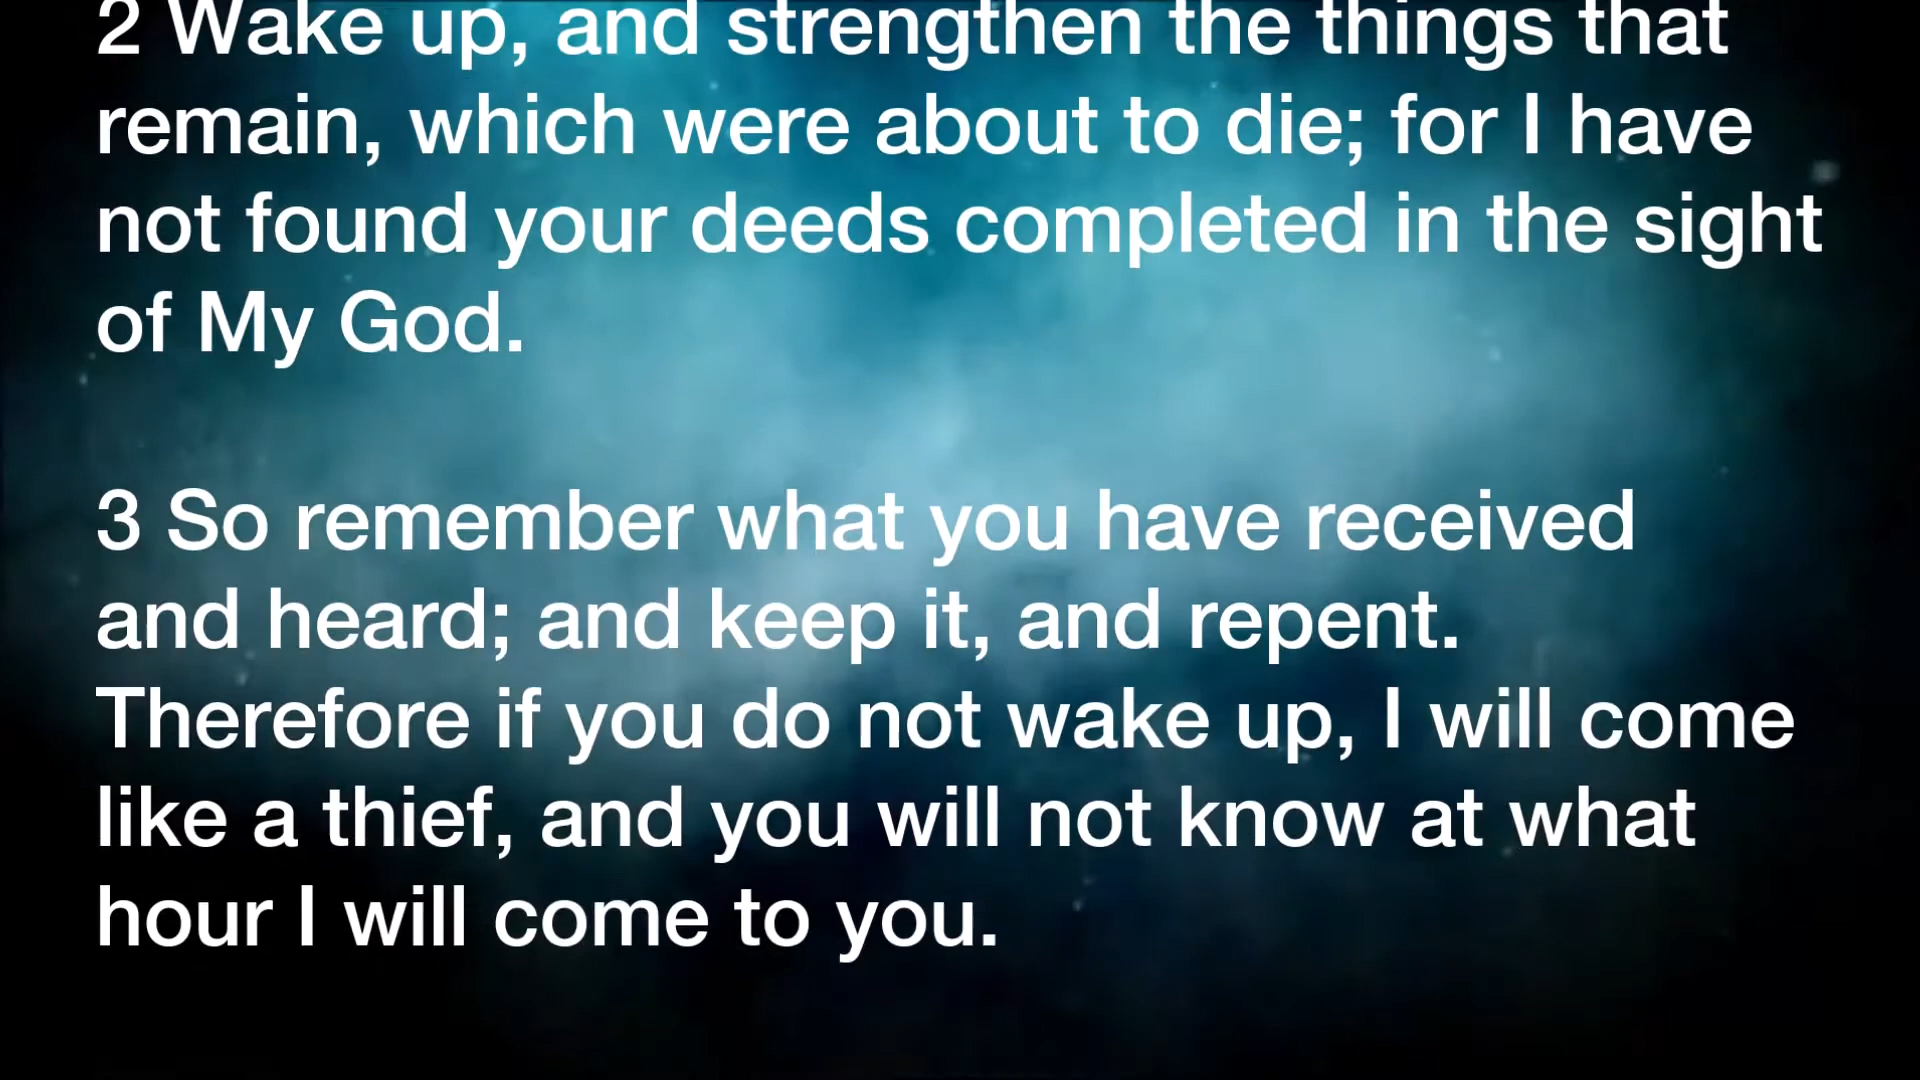 2 Wake up, and strengthen the things that
remain, which were about to die; for I have
not found your deeds completed in the sight
of My God.
3 So remember what you have received
and heard; and keep it, and repent.
Therefore if you do not wake up, I will come
like a thief, and you will not know at what
hour I will come to you.